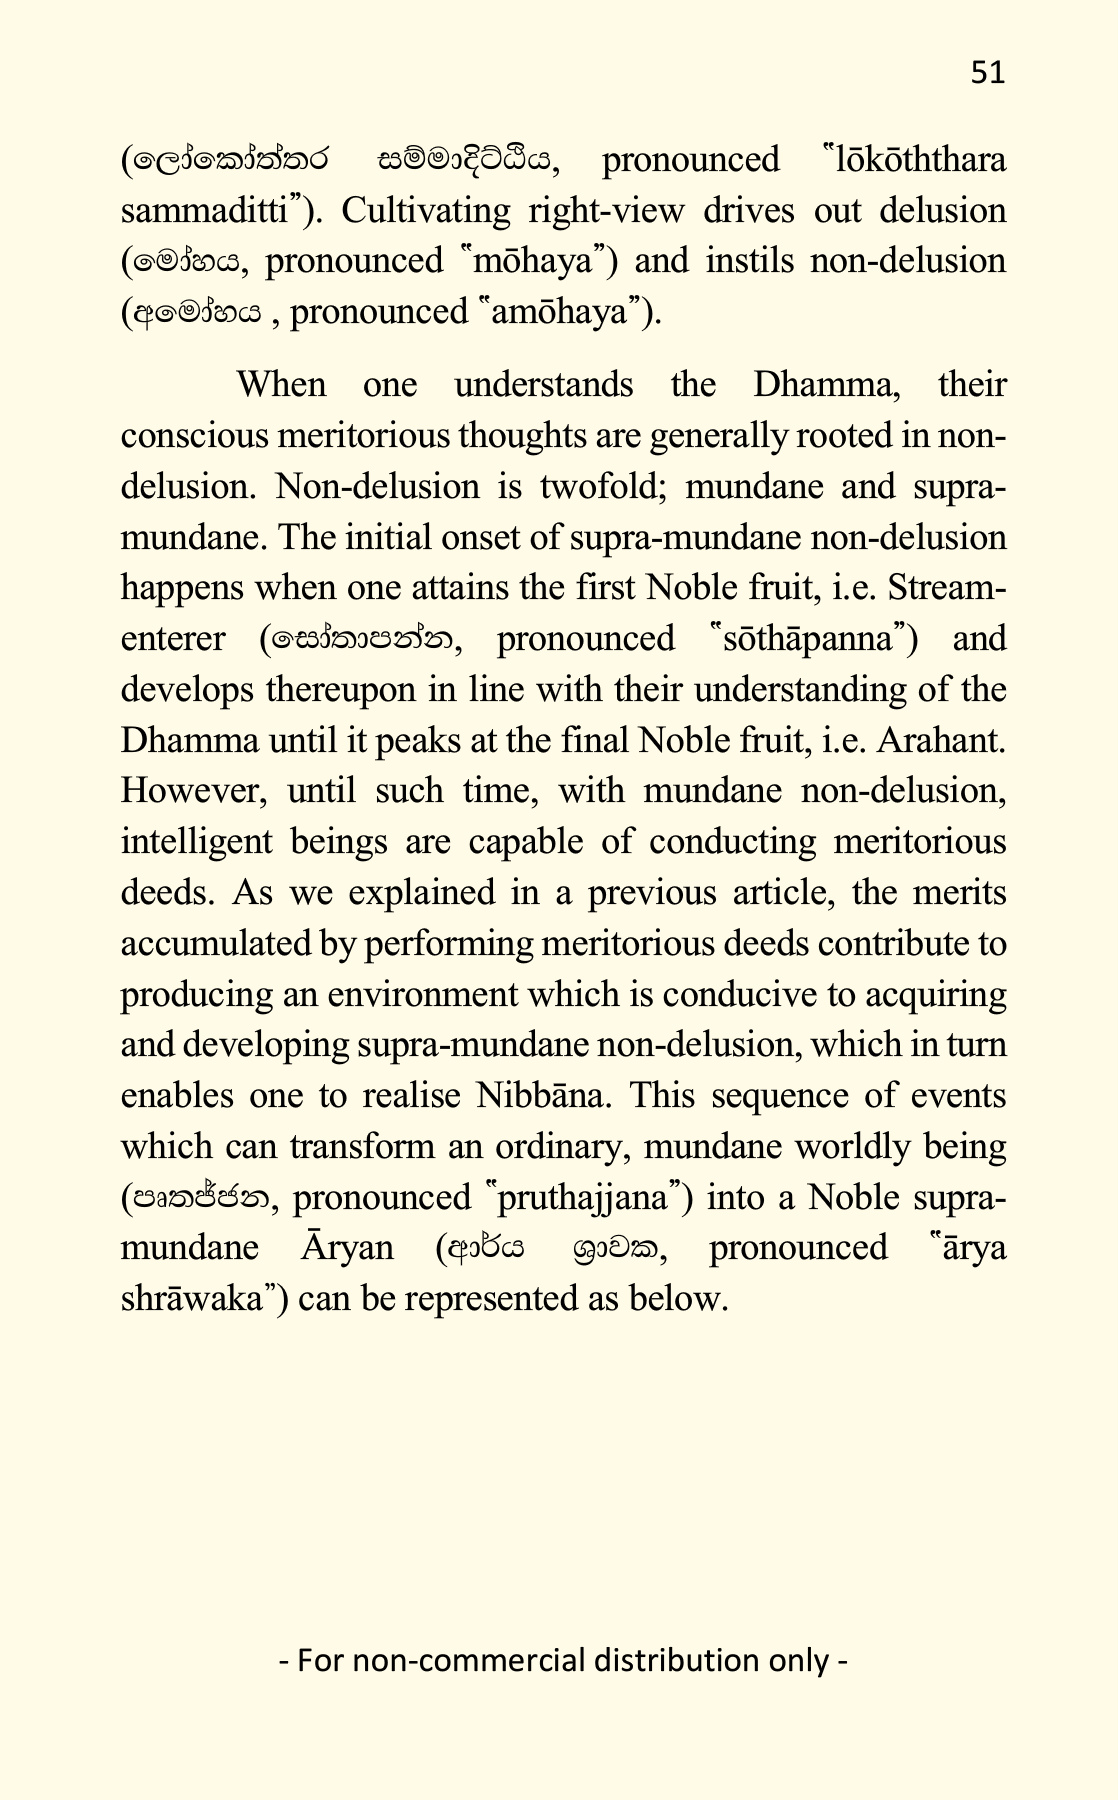 51
(ලෝකෝත්තර සම්මාදිට්ඨිය, pronounced “lōkōththara
sammaditti”). Cultivating right-view drives out delusion
(මෝහය, pronounced “mōhaya”) and instils non-delusion
(අමෝහය , pronounced “amōhaya”).
When one understands the Dhamma, their
conscious meritorious thoughts are generally rooted in non-
delusion. Non-delusion is twofold; mundane and supra-
mundane. The initial onset of supra-mundane non-delusion
happens when one attains the first Noble fruit, i.e. Stream-
enterer (සෝතාපන්න, pronounced “sōthāpanna”) and
develops thereupon in line with their understanding of the
Dhamma until it peaks at the final Noble fruit, i.e. Arahant.
However, until such time, with mundane non-delusion,
intelligent beings are capable of conducting meritorious
deeds. As we explained in a previous article, the merits
accumulated by performing meritorious deeds contribute to
producing an environment which is conducive to acquiring
and developing supra-mundane non-delusion, which in turn
enables one to realise Nibbāna. This sequence of events
which can transform an ordinary, mundane worldly being
(පෘතජ්ජන, pronounced “pruthajjana”) into a Noble supra-
mundane Āryan (ආර්ය ශ්‍රාවක, pronounced “ārya
shrāwaka”) can be represented as below.
- For non-commercial distribution only -